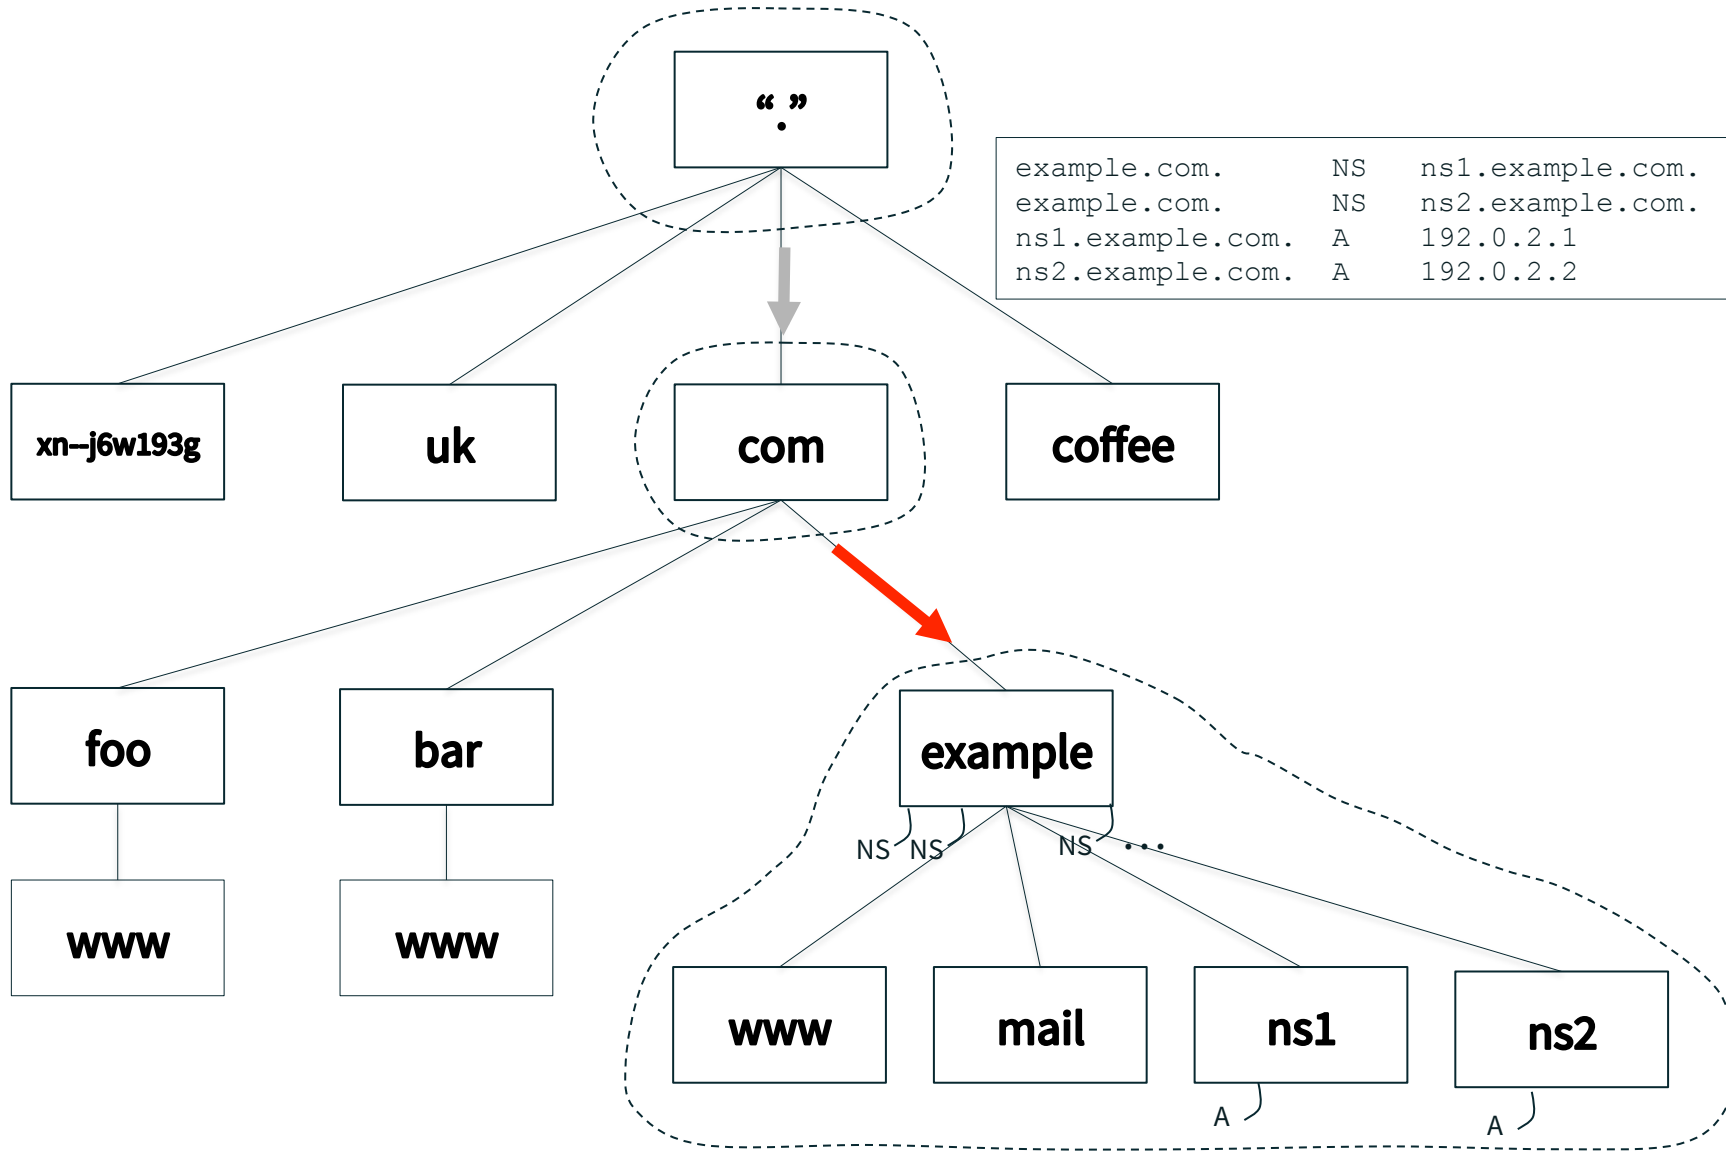 “.”
example.com. NS ns1.example.com.
example.com. NS ns2.example.com.
ns1.example.com. A 192.0.2.1
ns2.example.com. A 192.0.2.2
xn--j6w193g
uk
com
coffee
foo
bar
example
NS NS NS ...
www
www
www
mail
ns1
ns2
A
A